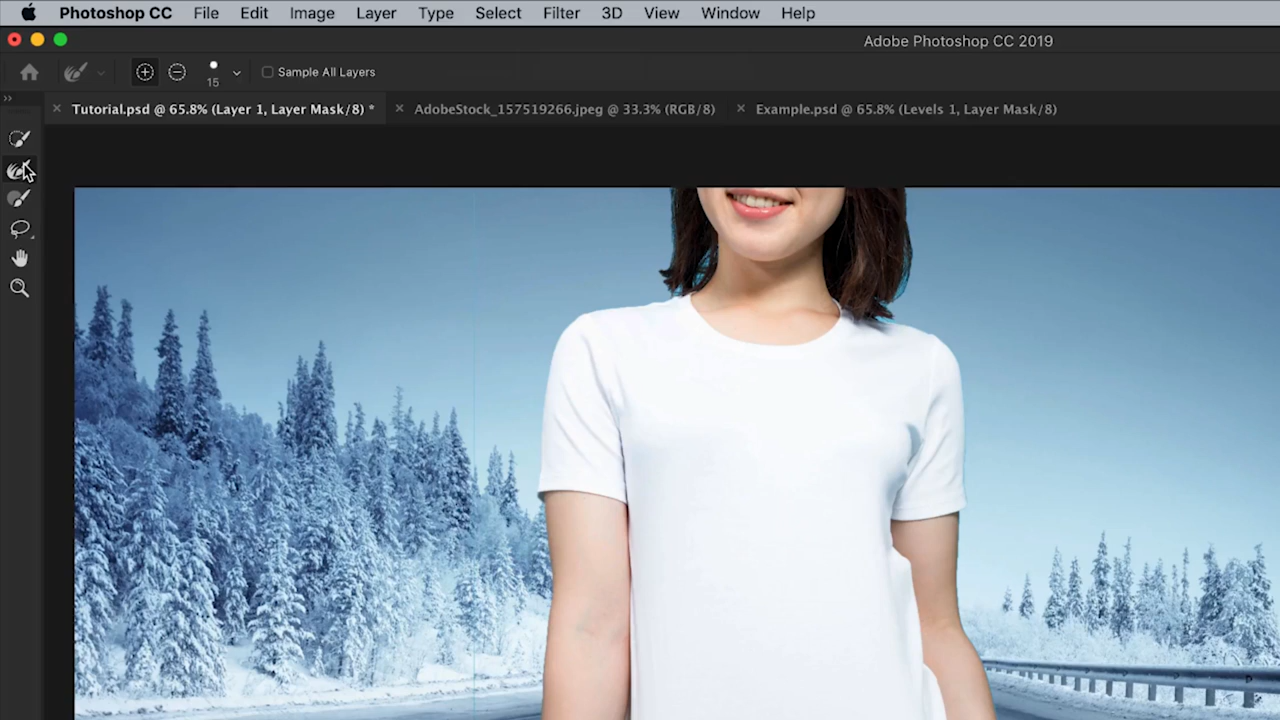 Photoshop CC File Edit Image Layer Type Select Filter 3D View Window Help
Adobe Photoshop CC 2019
15 Sample All Layers
Tutorial.psd @ 65.8% (Layer 1, Layer Mask/8) * AdobeStock_157519266.jpeg @ 33.3% (RGB/8) Example.psd @ 65.8% (Levels 1, Layer Mask/8)